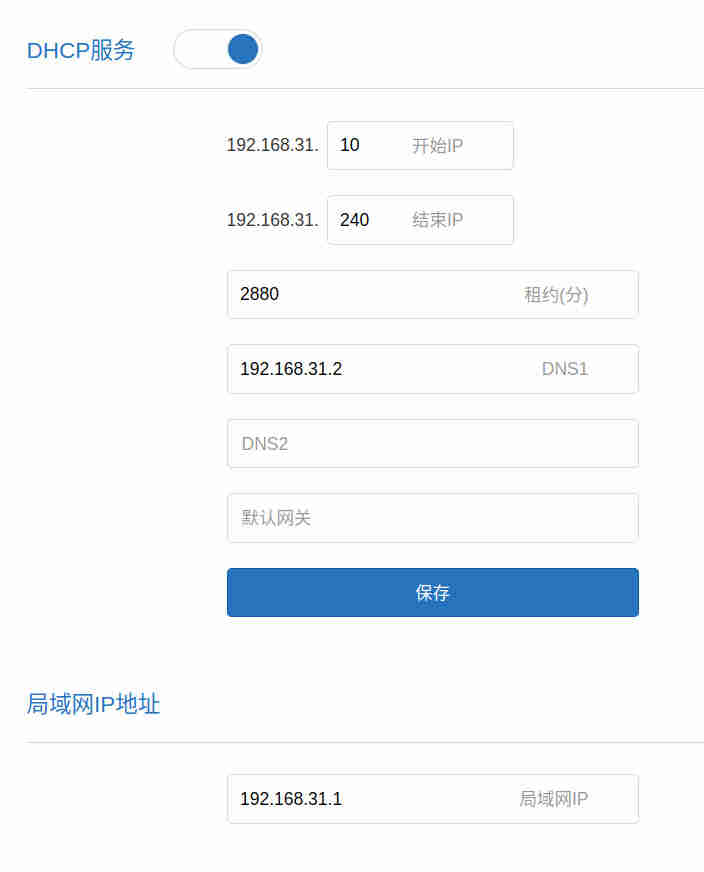 DHCP服务
192.168.31. 10 开始IP
192.168.31. 240 结束IP
2880 租约(分)
192.168.31.2 DNS1
DNS2
默认网关
保存
局域网IP地址
192.168.31.1 局域网IP